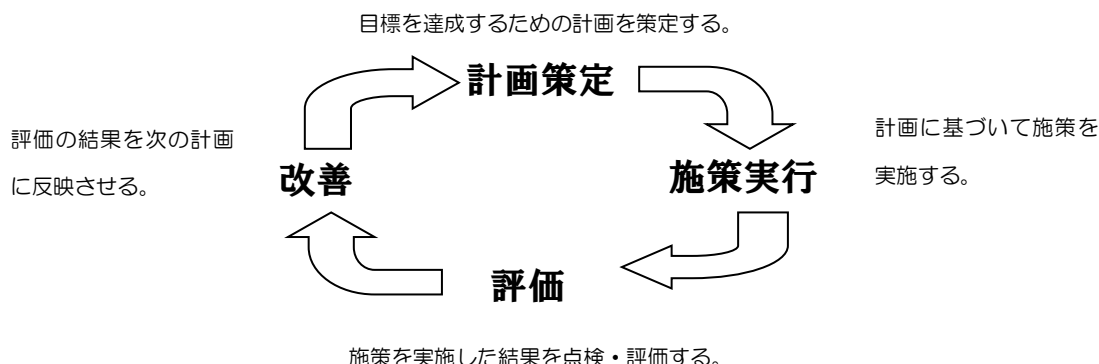 目標を達成するための計画を策定する。
計画策定
評価の結果を次の計画
に反映させる。
計画に基づいて施策を
実施する。
改善
施策実行
評価
施策を実施した結果を点検・評価する。